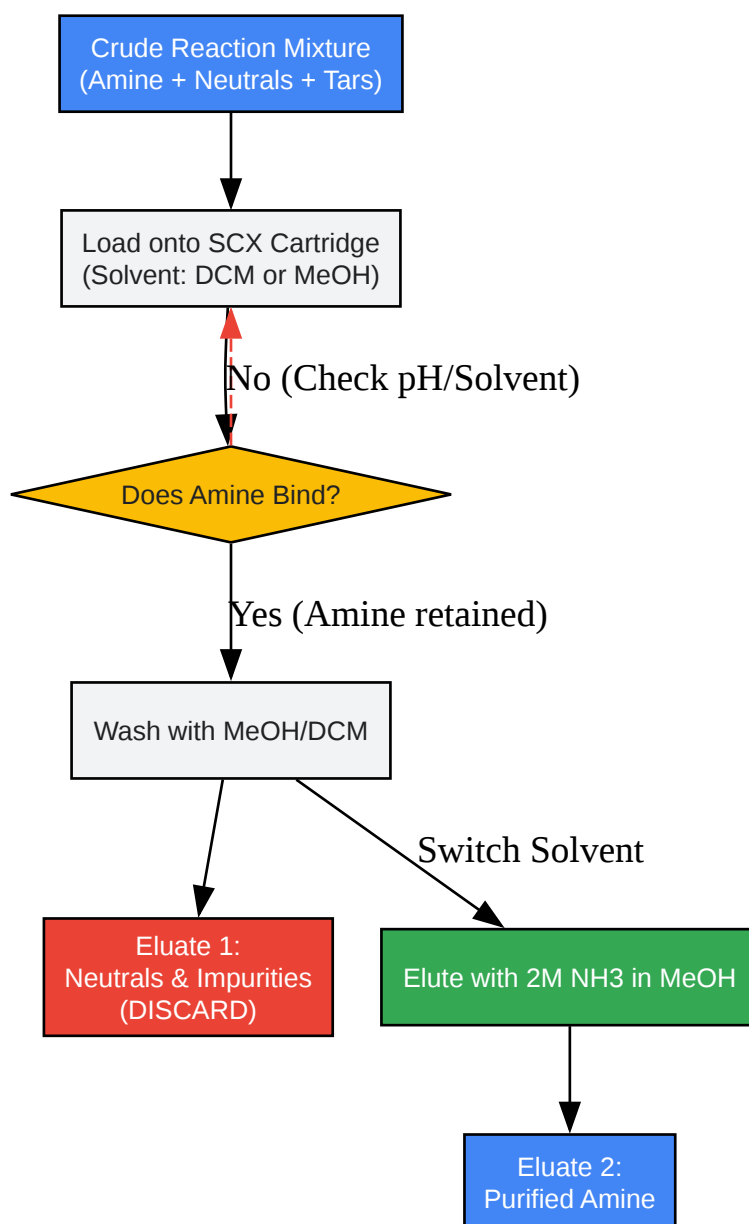 Crude Reaction Mixture
(Amine + Neutrals + Tars)
Load onto SCX Cartridge
(Solvent: DCM or MeOH)
No (Check pH/Solvent)
Does Amine Bind?
Yes (Amine retained)
Wash with MeOH/DCM
Switch Solvent
Eluate 1:
Neutrals & Impurities
(DISCARD)
Elute with 2M NH3 in MeOH
Eluate 2:
Purified Amine